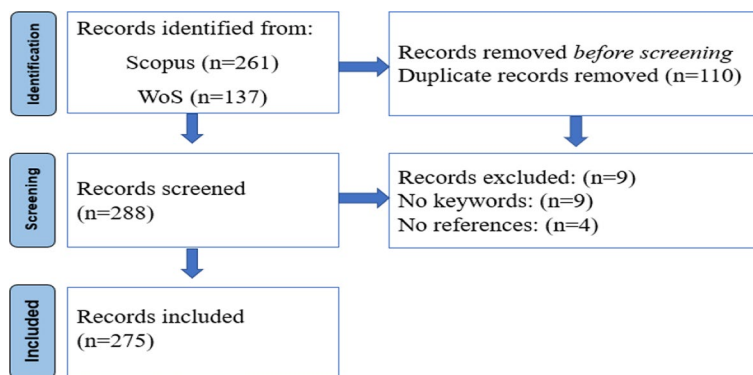 Identification
Records identified from:
Scopus (n=261)
WoS (n=137)
Records removed before screening
Duplicate records removed (n=110)
Screening
Records screened
(n=288)
Records excluded: (n=9)
No keywords: (n=9)
No references: (n=4)
Included
Records included
(n=275)